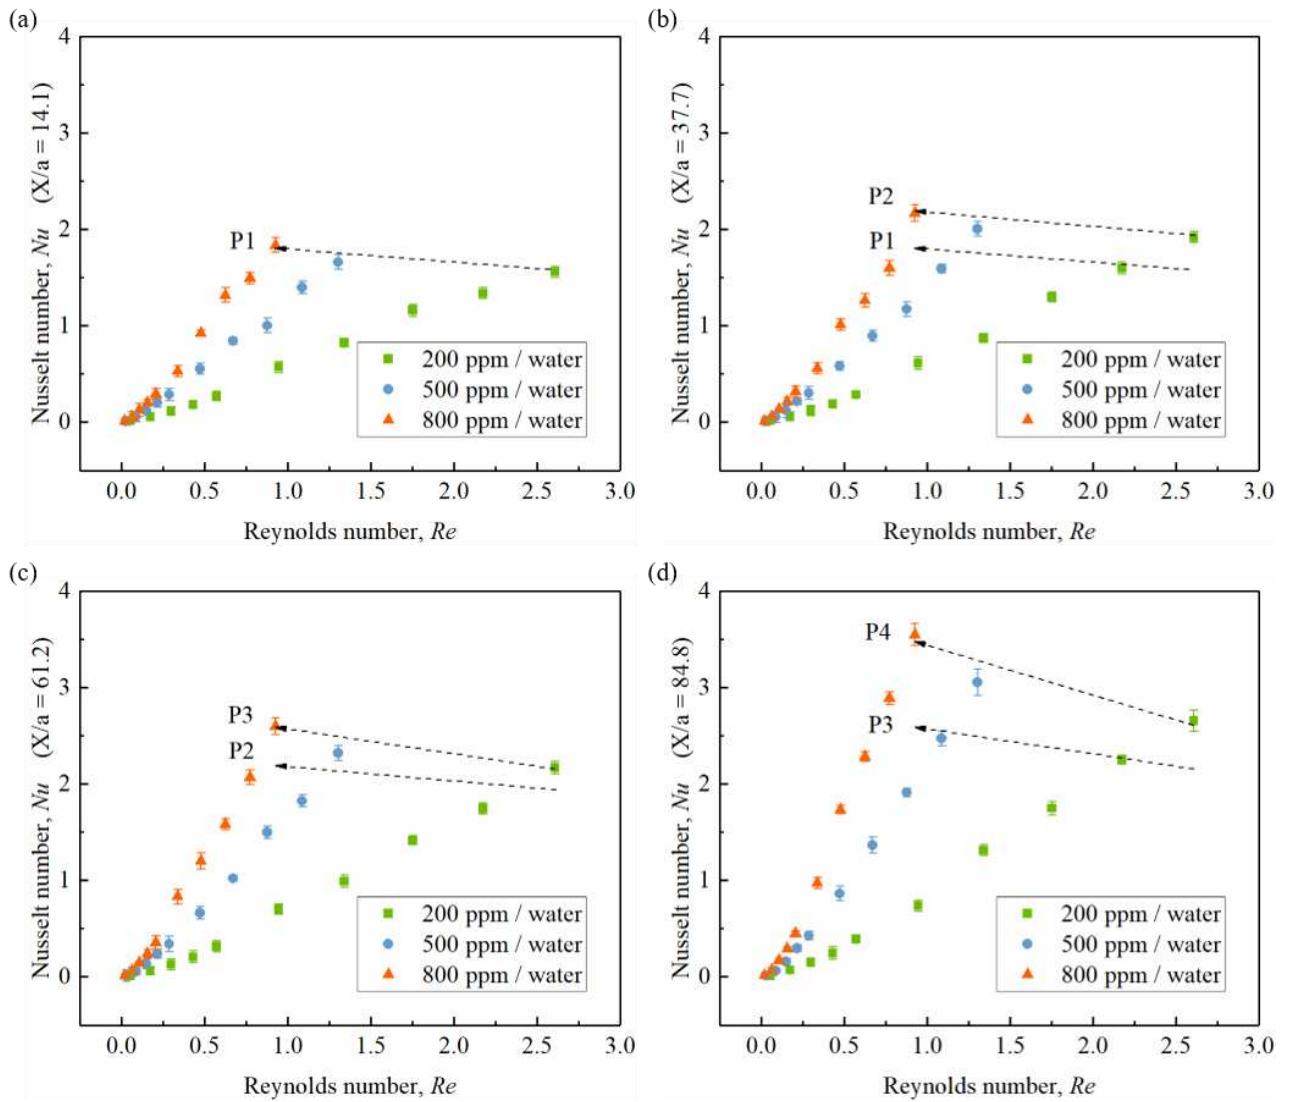 (a)
4
3
2
1
0
Nusselt number, Nu (X/a = 14.1)
P1
200 ppm / water
500 ppm / water
800 ppm / water
0.0 0.5 1.0 1.5 2.0 2.5 3.0
Reynolds number, Re
(b)
4
3
2
1
0
Nusselt number, Nu (X/a = 37.7)
P2
P1
200 ppm / water
500 ppm / water
800 ppm / water
0.0 0.5 1.0 1.5 2.0 2.5 3.0
Reynolds number, Re
(c)
4
3
2
1
0
Nusselt number, Nu (X/a = 61.2)
P3
P2
200 ppm / water
500 ppm / water
800 ppm / water
0.0 0.5 1.0 1.5 2.0 2.5 3.0
Reynolds number, Re
(d)
4
3
2
1
0
Nusselt number, Nu (X/a = 84.8)
P4
P3
200 ppm / water
500 ppm / water
800 ppm / water
0.0 0.5 1.0 1.5 2.0 2.5 3.0
Reynolds number, Re